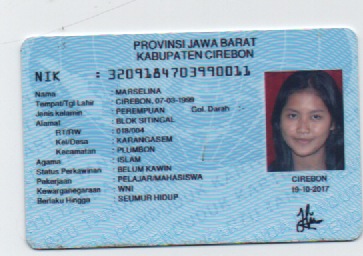 PROVINSI JAWA BARAT
KABUPATEN CIREBON
NIK : 3209184703990011
Nama : MARSELINA
Tempat/Tgl Lahir : CIREBON, 07-03-1999
Jenis kelamin : PEREMPUAN Gol. Darah : -
Alamat : BLOK SITINGAL
RT/RW : 018/004
Kel/Desa : KARANGASEM
Kecamatan : PLUMBON
Agama : ISLAM
Status Perkawinan : BELUM KAWIN
Pekerjaan : PELAJAR/MAHASISWA
Kewarganegaraan : WNI
Berlaku Hingga : SEUMUR HIDUP
CIREBON
19-10-2017